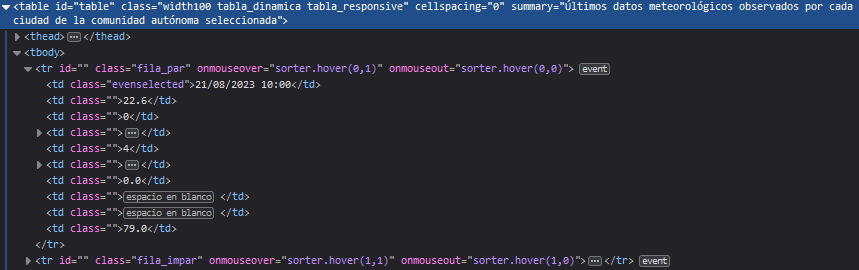 <table id="table" class="width100 tabla_dinamica tabla_responsive" cellspacing="0" summary="Últimos datos meteorológicos observados por cada
ciudad de la comunidad autónoma seleccionada">
<thead>⋯</thead>
<tbody>
<tr id="" class="fila_par" onmouseover="sorter.hover(0,1)" onmouseout="sorter.hover(0,0)"> event
<td class="evenselected">21/08/2023 10:00</td>
<td class="">22.6</td>
<td class="">0</td>
<td class="">⋯</td>
<td class="">4</td>
<td class="">⋯</td>
<td class="">0.0</td>
<td class="">espacio en blanco </td>
<td class="">espacio en blanco </td>
<td class="">79.0</td>
</tr>
<tr id="" class="fila_impar" onmouseover="sorter.hover(1,1)" onmouseout="sorter.hover(1,0)">⋯</tr> event